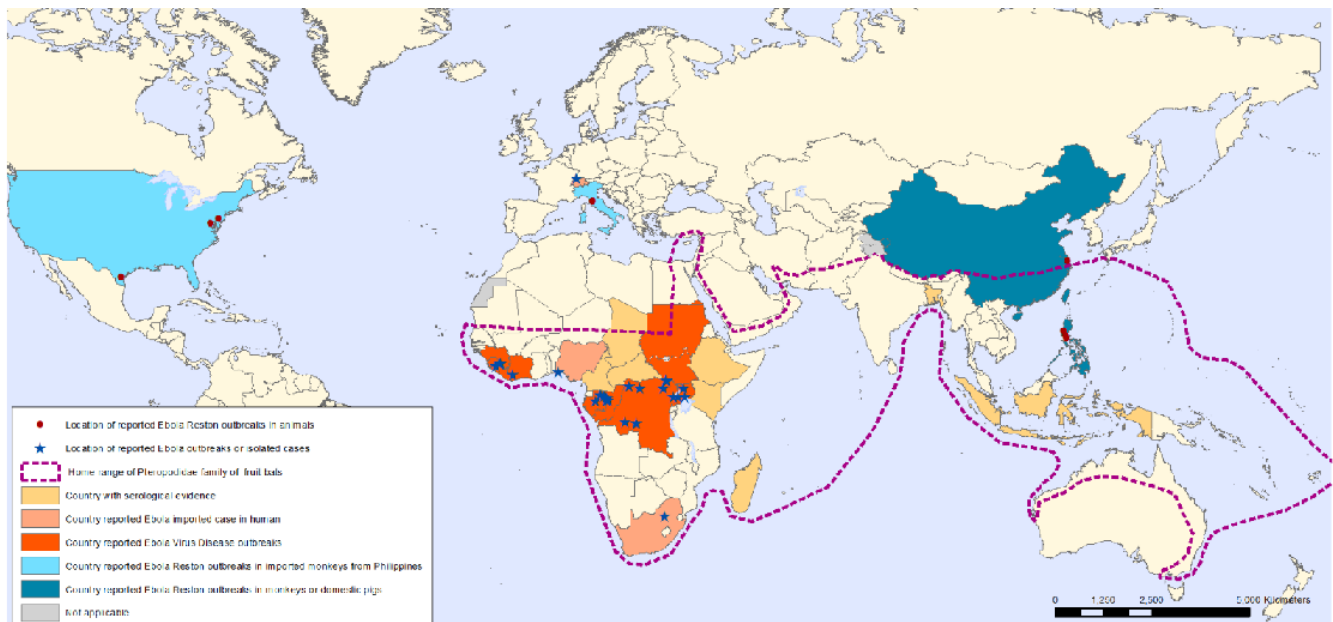 Location of reported Ebola Reston outbreaks in animals
Location of reported Ebola outbreaks or isolated cases
Home range of Pteropodidae family of fruit bats
Country with serological evidence
Country reported Ebola imported case in human
Country reported Ebola Virus Disease outbreaks
Country reported Ebola Reston outbreaks in imported monkeys from Philippines
Country reported Ebola Reston outbreaks in monkeys or domestic pigs
Not applicable
0 1,250 2,500 5,000 Kilometers